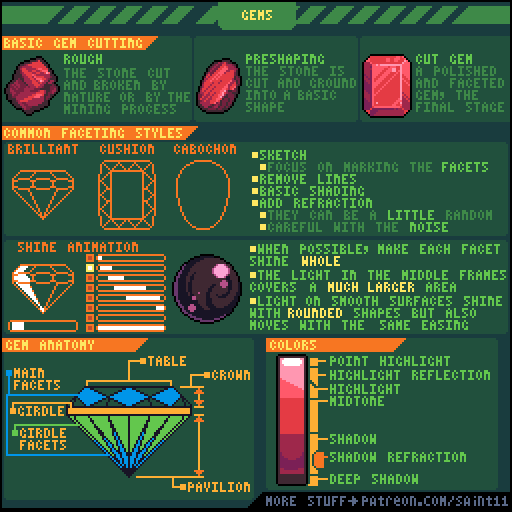 GEMS
BASIC GEM CUTTING
ROUGH
THE STONE CUT
AND BROKEN BY
NATURE OR BY THE
MINING PROCESS
PRESHAPING
THE STONE IS
CUT AND GROUND
INTO A BASIC
SHAPE
CUT GEM
A POLISHED
AND FACETED
GEM, THE
FINAL STAGE
COMMON FACETING STYLES
BRILLIANT
CUSHION
CABOCHON
SKETCH
FOCUS ON MARKING THE FACETS
REMOVE LINES
BASIC SHADING
ADD REFRACTION
THEY CAN BE A LITTLE RANDOM
CAREFUL WITH THE NOISE
SHINE ANIMATION
WHEN POSSIBLE, MAKE EACH FACET
SHINE WHOLE
THE LIGHT IN THE MIDDLE FRAMES
COVERS A MUCH LARGER AREA
LIGHT ON SMOOTH SURFACES SHINE
WITH ROUNDED SHAPES BUT ALSO
MOVES WITH THE SAME EASING
GEM ANATOMY
TABLE
MAIN
FACETS
CROWN
GIRDLE
GIRDLE
FACETS
PAVILION
COLORS
POINT HIGHLIGHT
HIGHLIGHT REFLECTION
HIGHLIGHT
MIDTONE
SHADOW
SHADOW REFRACTION
DEEP SHADOW
MORE STUFF→PATREON.COM/SAINT11